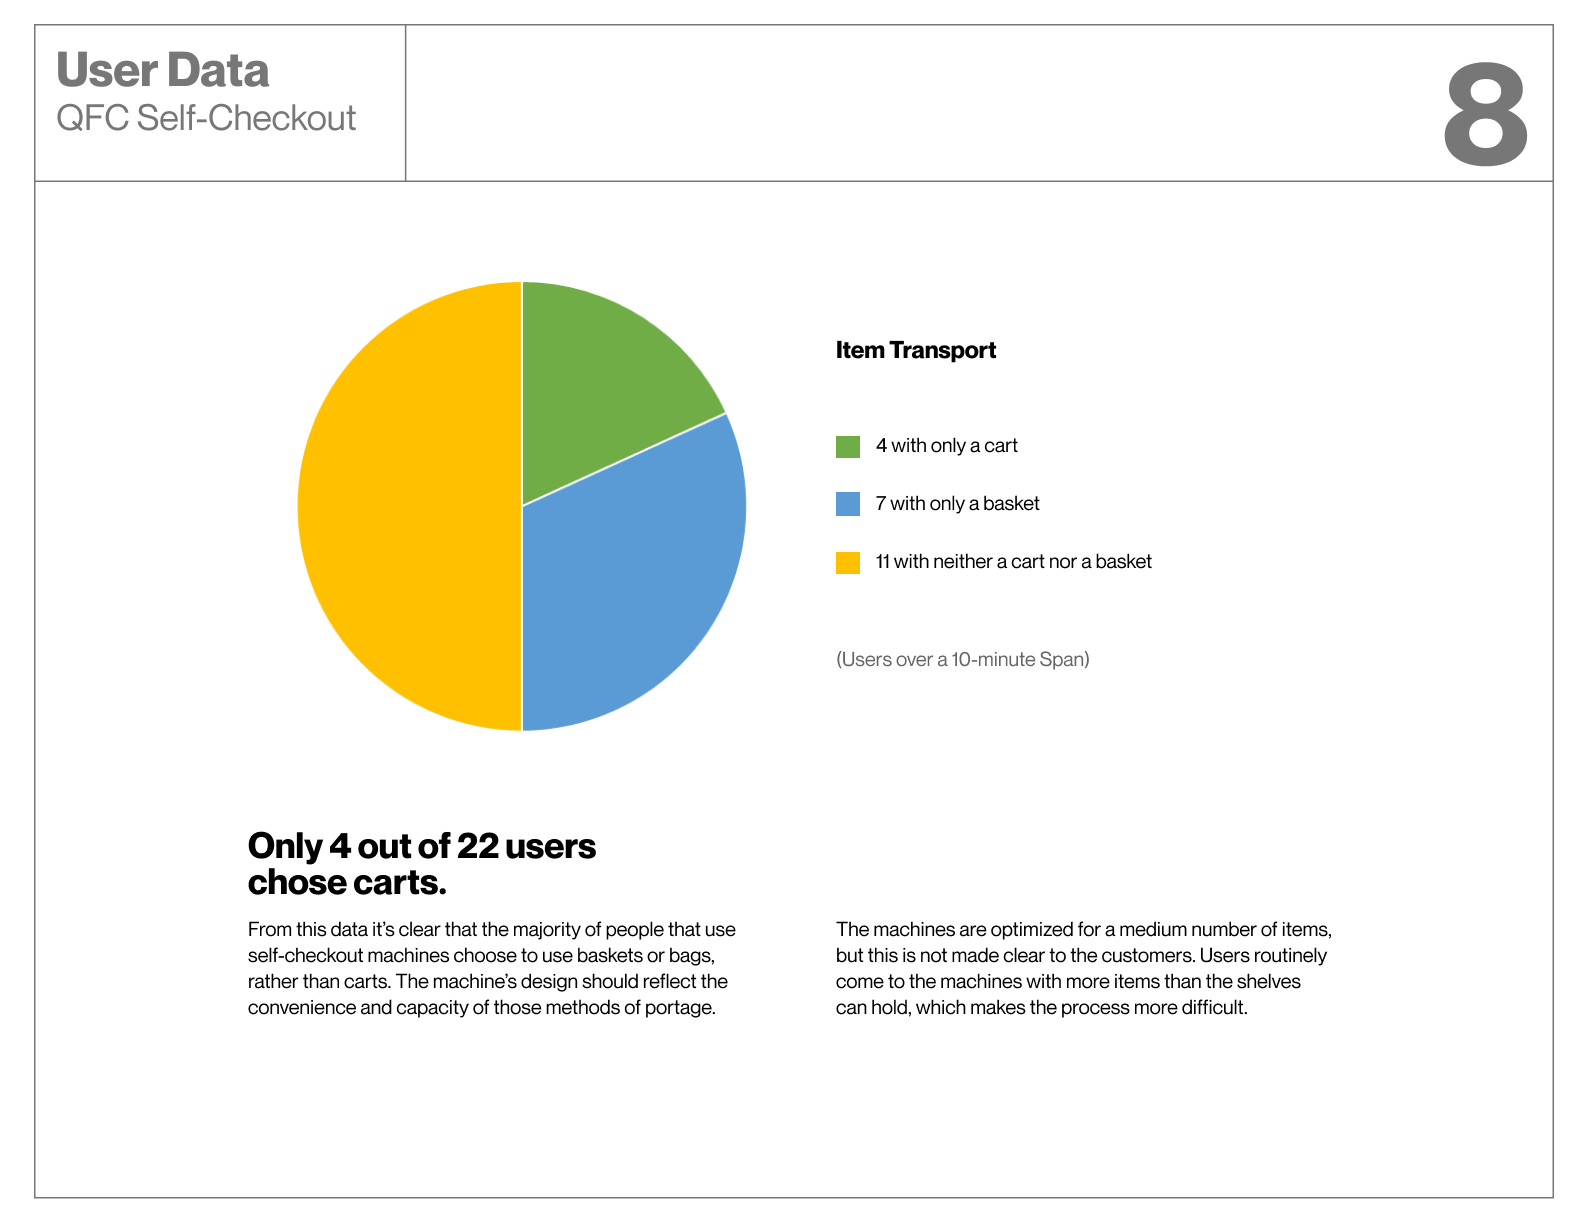 User Data
QFC Self-Checkout
8
Item Transport
4 with only a cart
7 with only a basket
11 with neither a cart nor a basket
(Users over a 10-minute Span)
Only 4 out of 22 users
chose carts.
From this data it’s clear that the majority of people that use
self-checkout machines choose to use baskets or bags,
rather than carts. The machine’s design should reflect the
convenience and capacity of those methods of portage.
The machines are optimized for a medium number of items,
but this is not made clear to the customers. Users routinely
come to the machines with more items than the shelves
can hold, which makes the process more difficult.